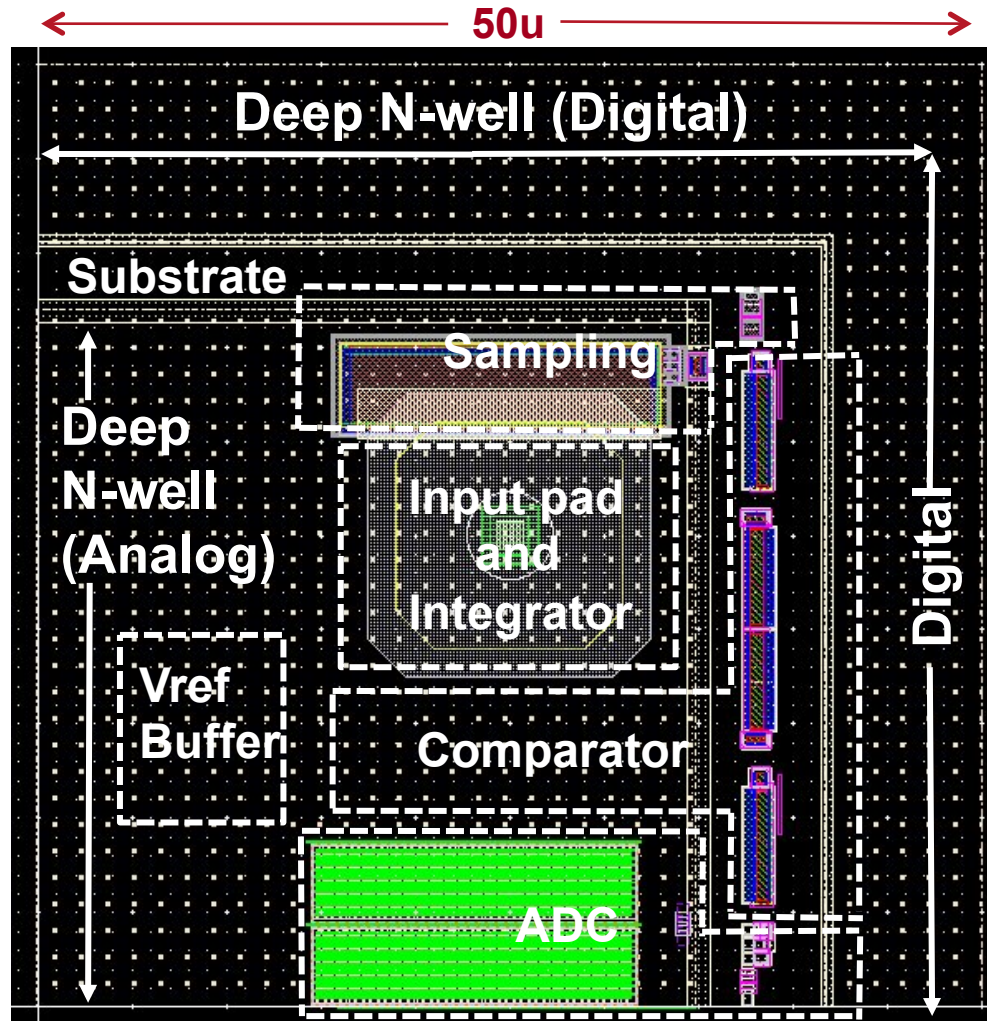 50u
Deep N-well (Digital)
Substrate
Sampling
Deep
N-well
(Analog)
Input pad
and
Integrator
Digital
Vref
Buffer
Comparator
ADC